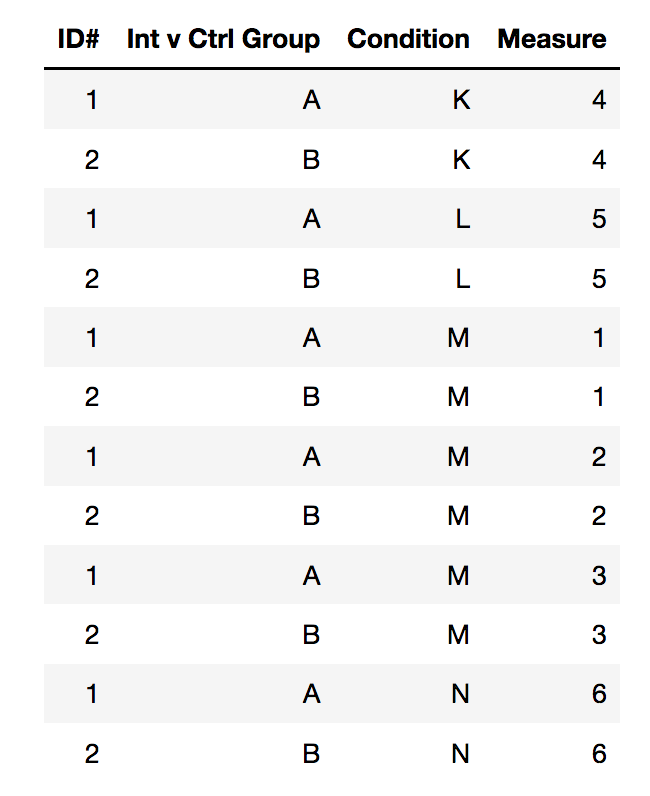 ID# Int v Ctrl Group Condition Measure
1 A K 4
2 B K 4
1 A L 5
2 B L 5
1 A M 1
2 B M 1
1 A M 2
2 B M 2
1 A M 3
2 B M 3
1 A N 6
2 B N 6